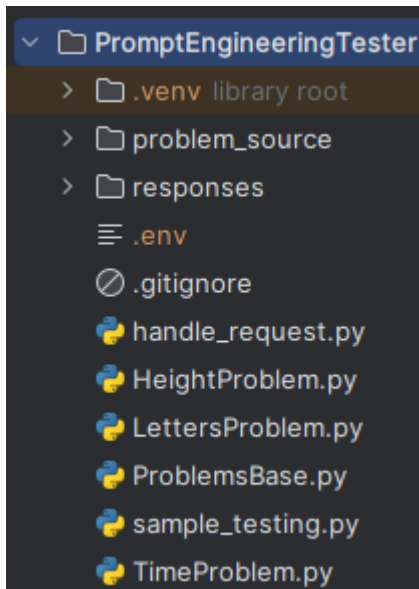 PromptEngineeringTester
.venv library root
problem_source
responses
.env
.gitignore
handle_request.py
HeightProblem.py
LettersProblem.py
ProblemsBase.py
sample_testing.py
TimeProblem.py